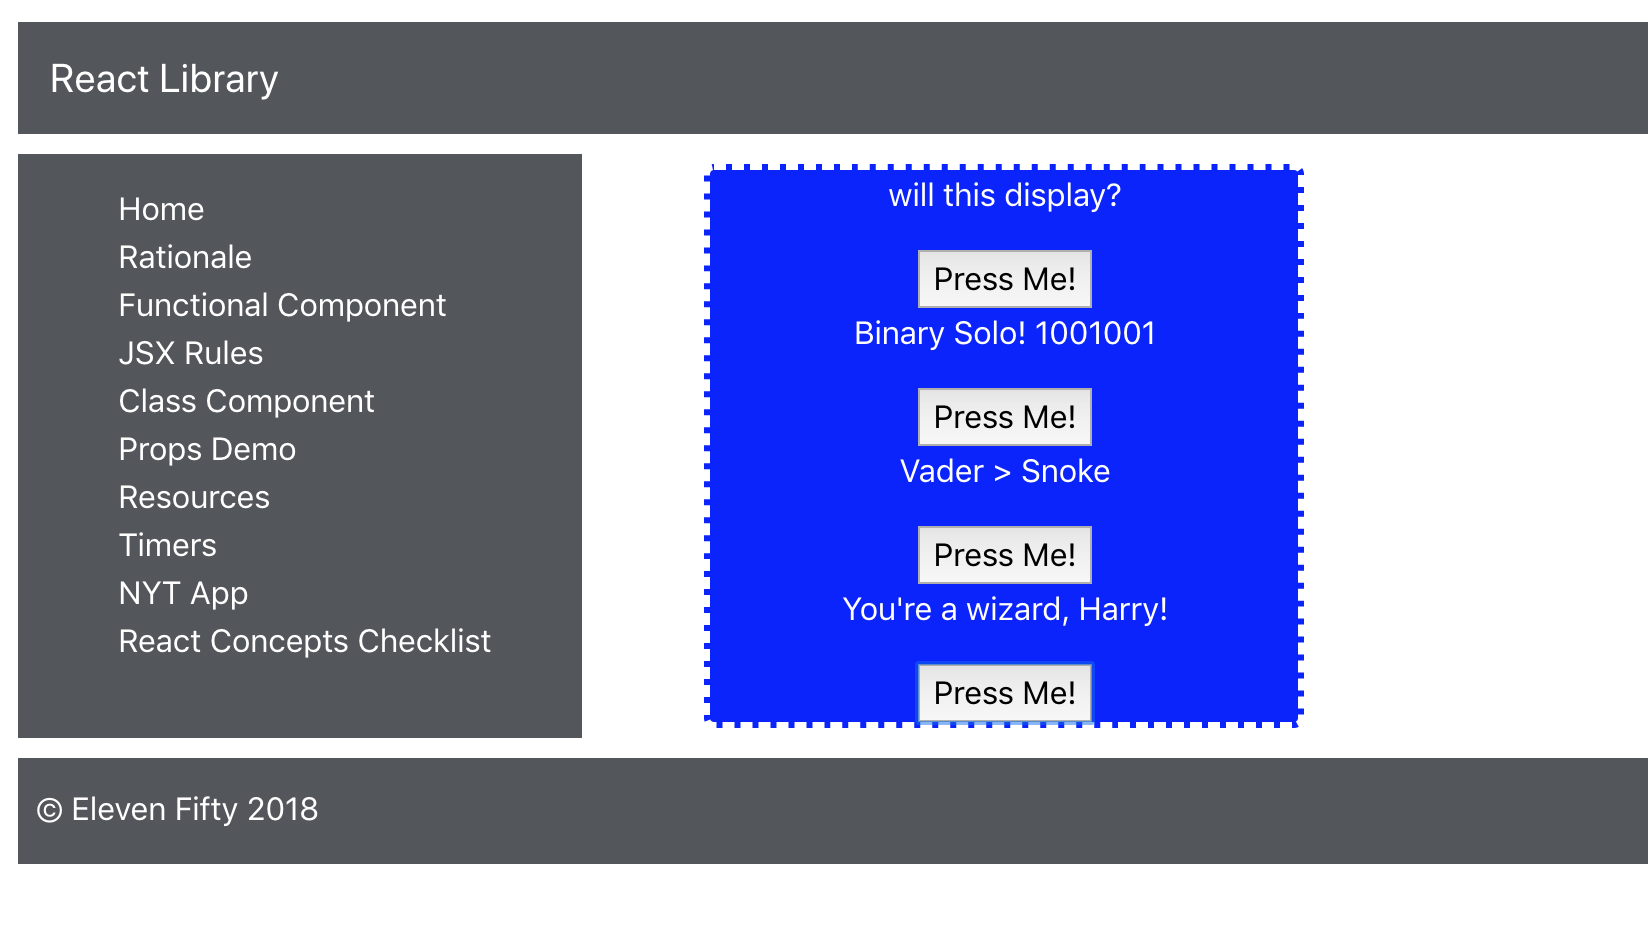 React Library
Home
Rationale
Functional Component
JSX Rules
Class Component
Props Demo
Resources
Timers
NYT App
React Concepts Checklist
will this display?
Press Me!
Binary Solo! 1001001
Press Me!
Vader > Snoke
Press Me!
You're a wizard, Harry!
Press Me!
© Eleven Fifty 2018